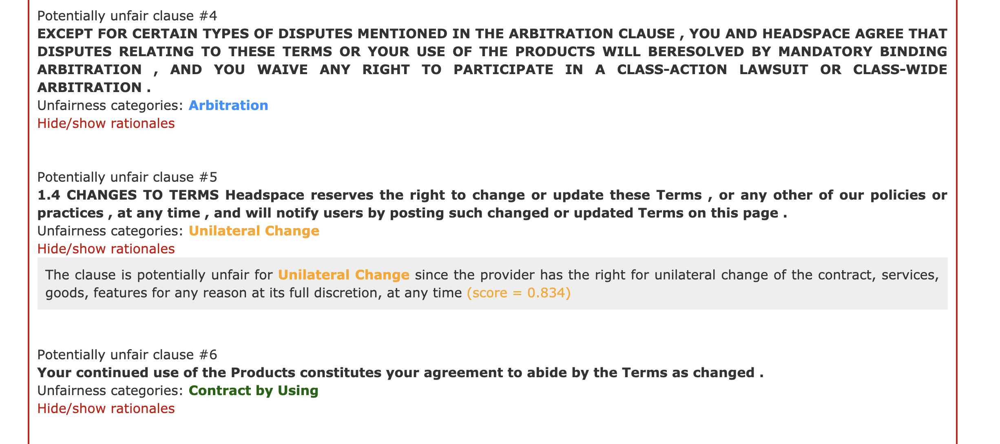 Potentially unfair clause #4
EXCEPT FOR CERTAIN TYPES OF DISPUTES MENTIONED IN THE ARBITRATION CLAUSE , YOU AND HEADSPACE AGREE THAT
DISPUTES RELATING TO THESE TERMS OR YOUR USE OF THE PRODUCTS WILL BERESOLVED BY MANDATORY BINDING
ARBITRATION , AND YOU WAIVE ANY RIGHT TO PARTICIPATE IN A CLASS-ACTION LAWSUIT OR CLASS-WIDE
ARBITRATION .
Unfairness categories: Arbitration
Hide/show rationales
Potentially unfair clause #5
1.4 CHANGES TO TERMS Headspace reserves the right to change or update these Terms , or any other of our policies or
practices , at any time , and will notify users by posting such changed or updated Terms on this page .
Unfairness categories: Unilateral Change
Hide/show rationales
The clause is potentially unfair for Unilateral Change since the provider has the right for unilateral change of the contract, services,
goods, features for any reason at its full discretion, at any time (score = 0.834)
Potentially unfair clause #6
Your continued use of the Products constitutes your agreement to abide by the Terms as changed .
Unfairness categories: Contract by Using
Hide/show rationales